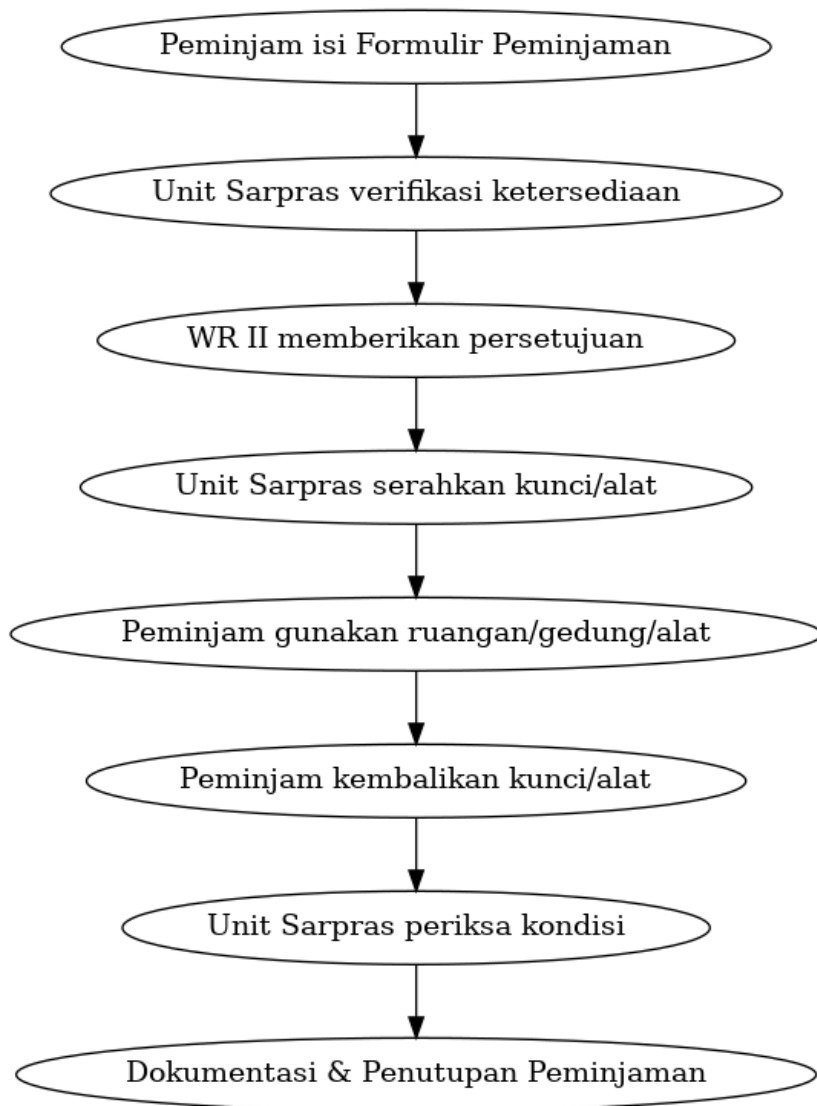 Peminjam isi Formulir Peminjaman
Unit Sarpras verifikasi ketersediaan
WR II memberikan persetujuan
Unit Sarpras serahkan kunci/alat
Peminjam gunakan ruangan/gedung/alat
Peminjam kembalikan kunci/alat
Unit Sarpras periksa kondisi
Dokumentasi & Penutupan Peminjaman